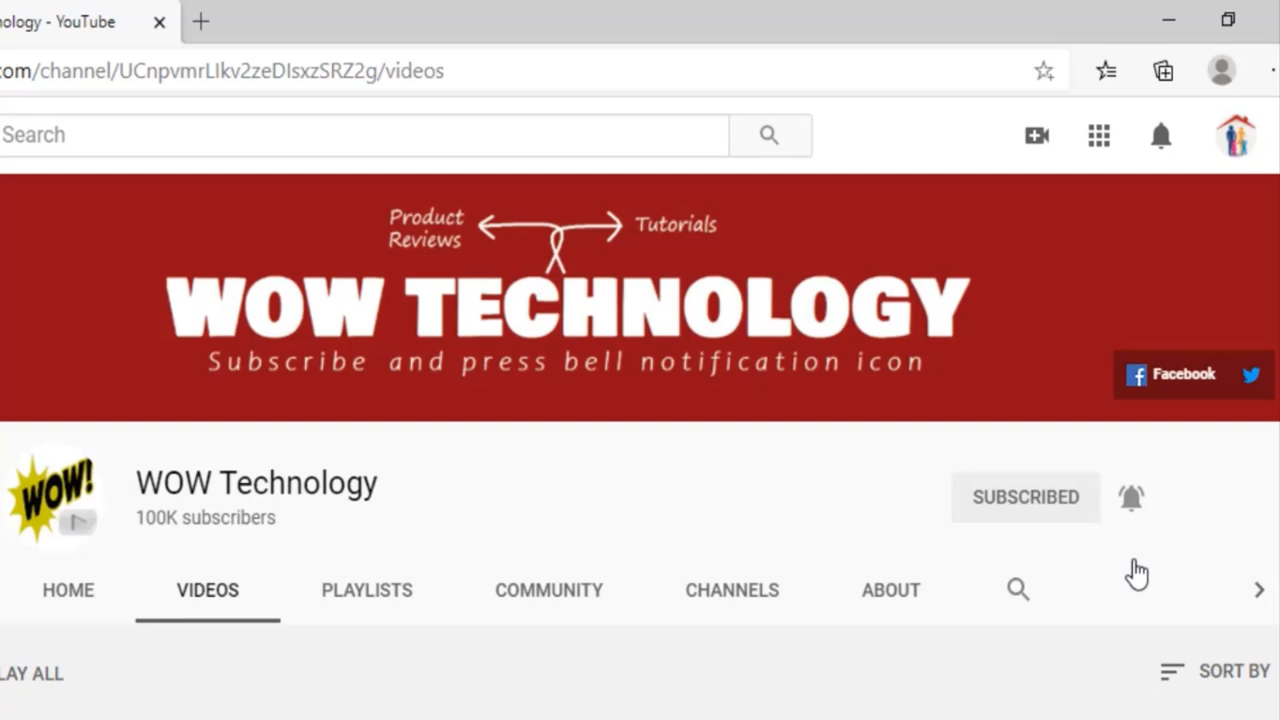 nology - YouTube
com/channel/UCnpvmrLIkv2zeDIsxzSRZ2g/videos
Search
Product
Reviews
Tutorials
WOW TECHNOLOGY
Subscribe and press bell notification icon
Facebook
WOW!
WOW Technology
100K subscribers
SUBSCRIBED
HOME VIDEOS PLAYLISTS COMMUNITY CHANNELS ABOUT
LAY ALL
SORT BY